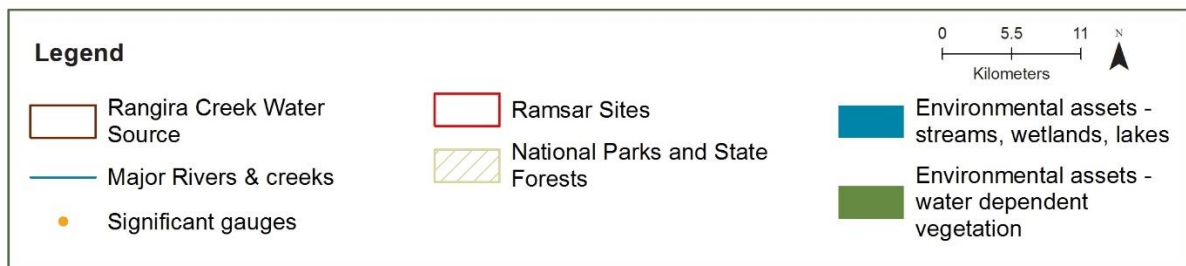 Legend
0 5.5 11
Kilometers
N
Rangira Creek Water
Source
Major Rivers & creeks
Significant gauges
Ramsar Sites
National Parks and State
Forests
Environmental assets -
streams, wetlands, lakes
Environmental assets -
water dependent
vegetation